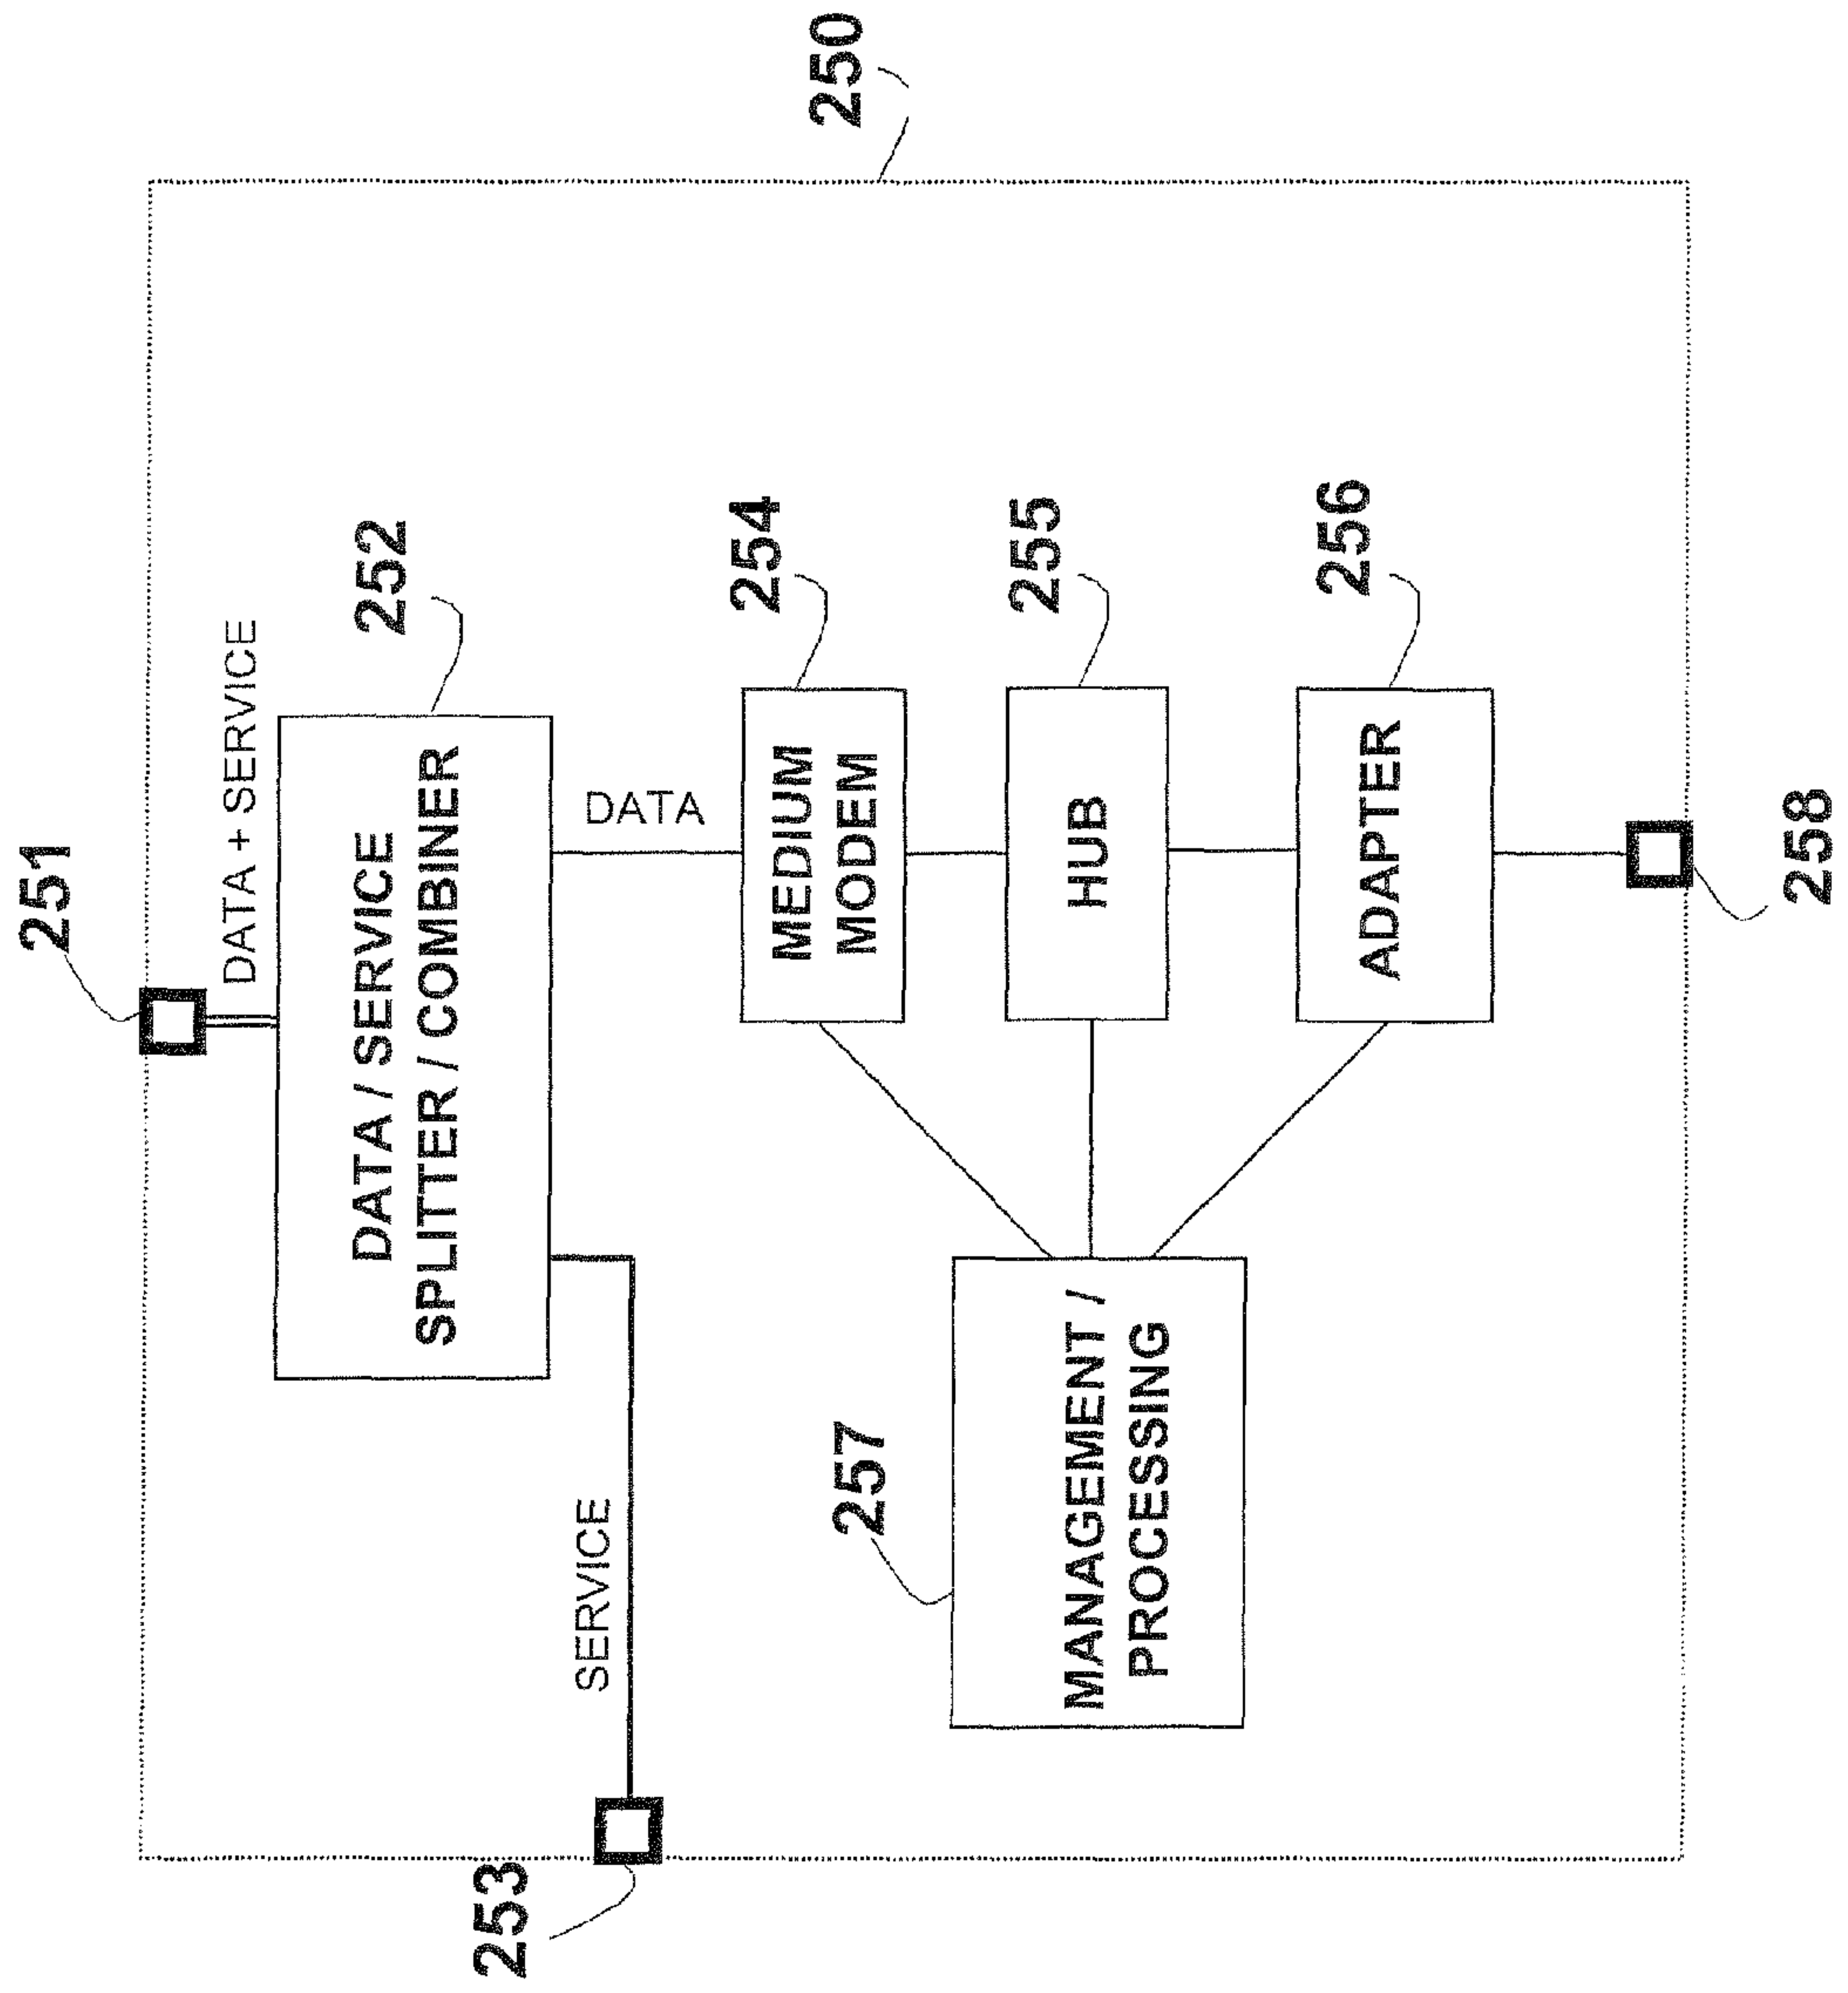 250
251
DATA + SERVICE
252
DATA / SERVICE
SPLITTER / COMBINER
SERVICE
253
DATA
254
MEDIUM
MODEM
255
HUB
256
ADAPTER
257
MANAGEMENT /
PROCESSING
258